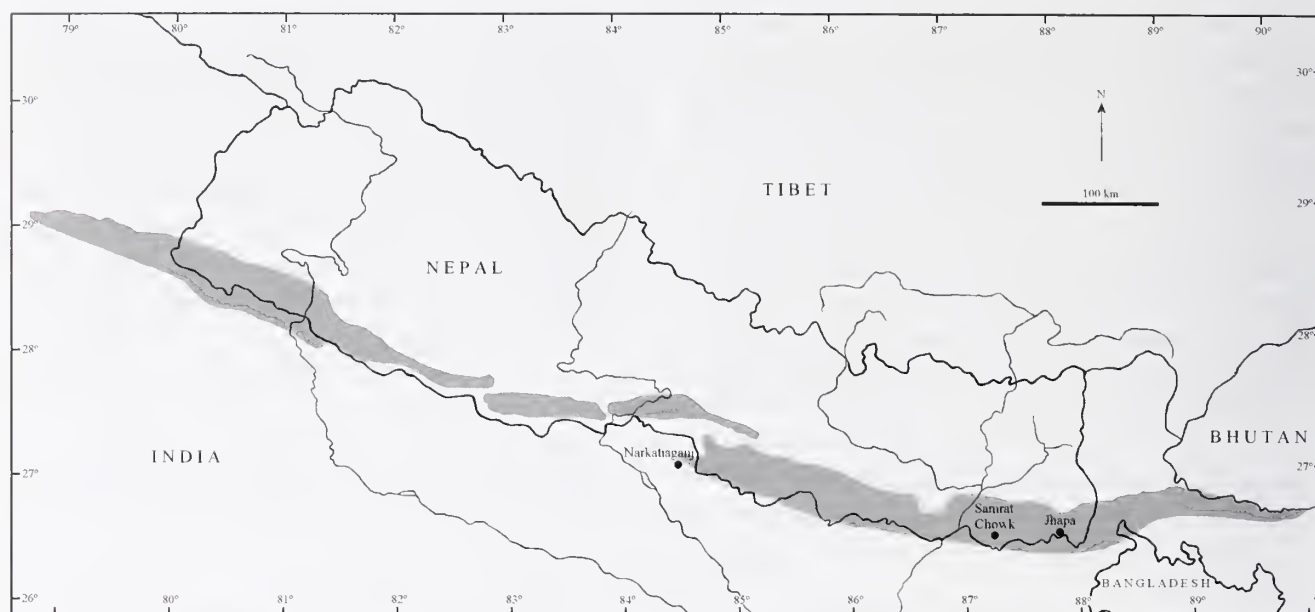 79° 80° 81° 82° 83° 84° 85° 86° 87° 88° 89° 90°
30° 30°
N
TIBET
100 km
29° 29°
NEPAL
28° 28°
BHUTAN
INDIA
Narkatiaganj
27° 27°
Samrat
Chowk
Jhapa
BANGLADESH
26° 80° 81° 82° 83° 84° 85° 86° 87° 88° 89°